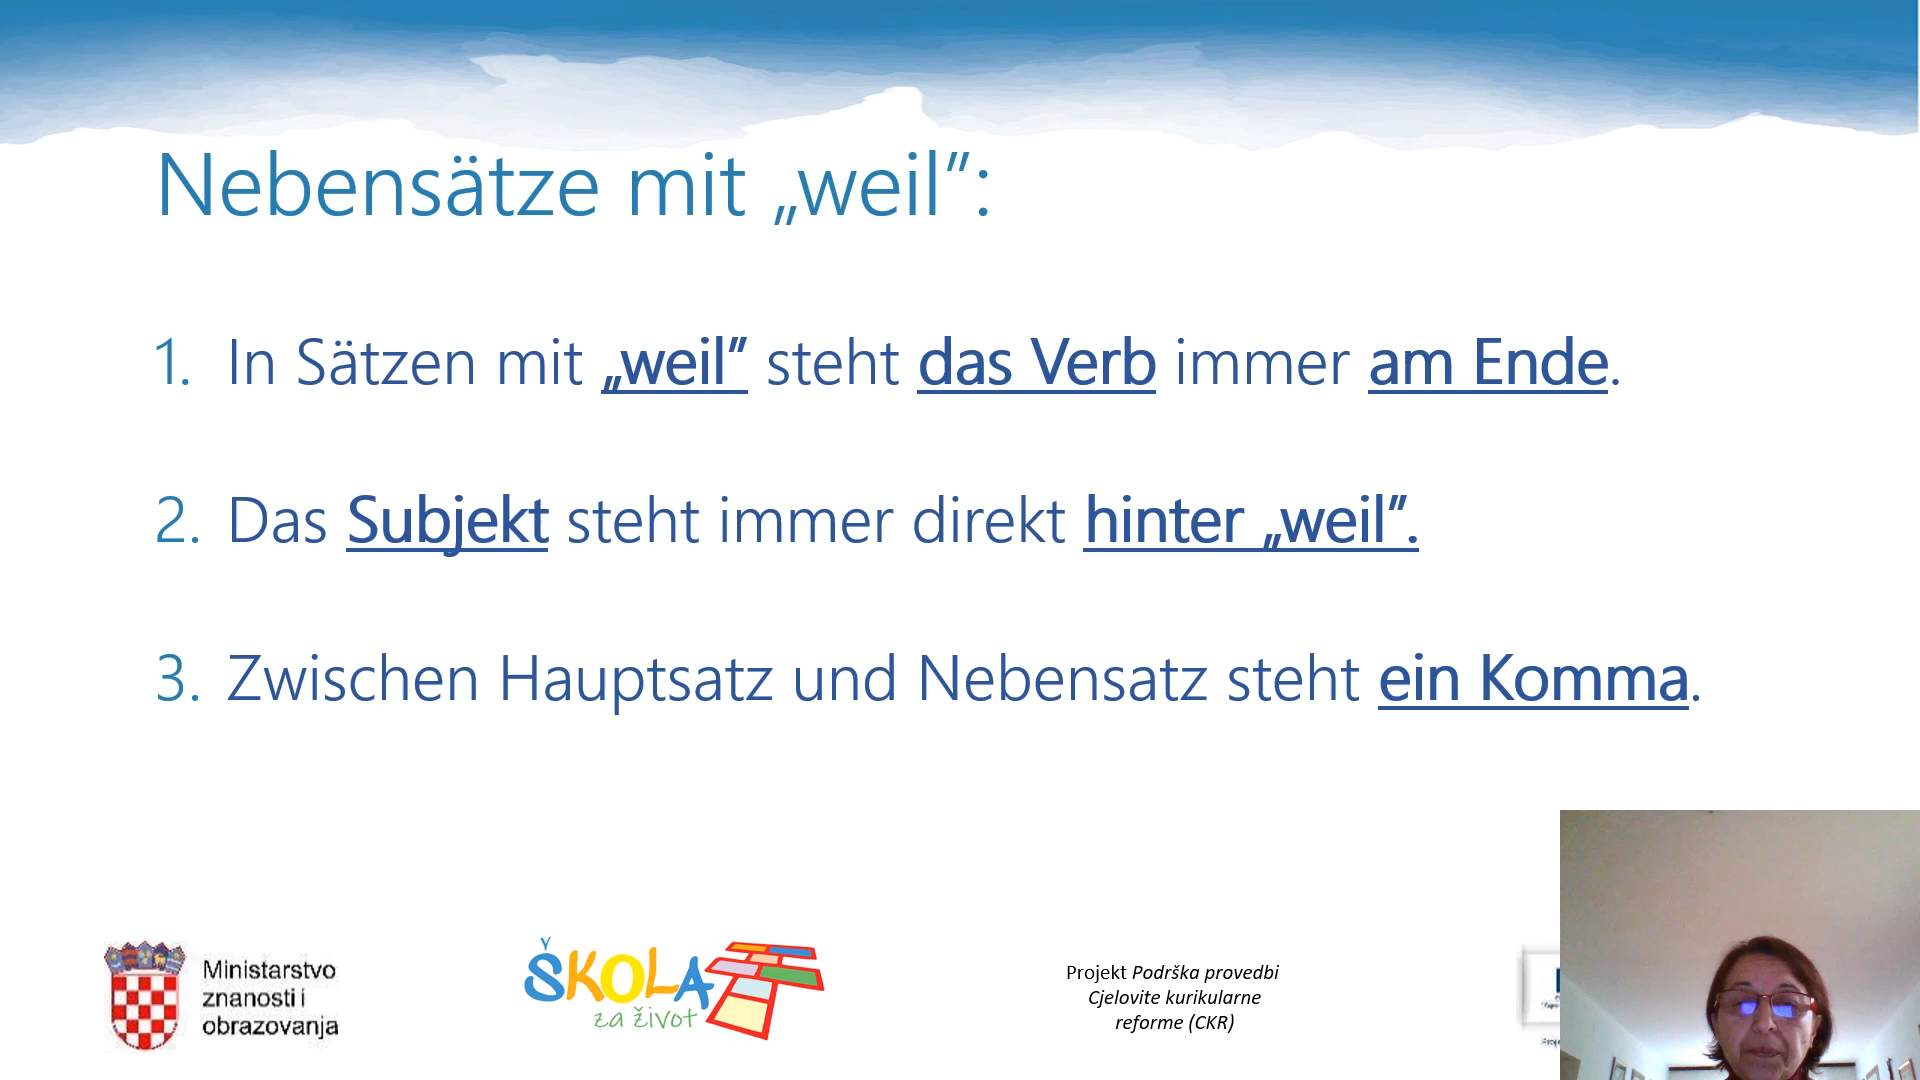 Nebensätze mit „weil”:
1. In Sätzen mit „weil” steht das Verb immer am Ende.
2. Das Subjekt steht immer direkt hinter „weil”.
3. Zwischen Hauptsatz und Nebensatz steht ein Komma.
Ministarstvo
znanosti i
obrazovanja
ŠKOLA
za život
Projekt Podrška provedbi
Cjelovite kurikularne
reforme (CKR)